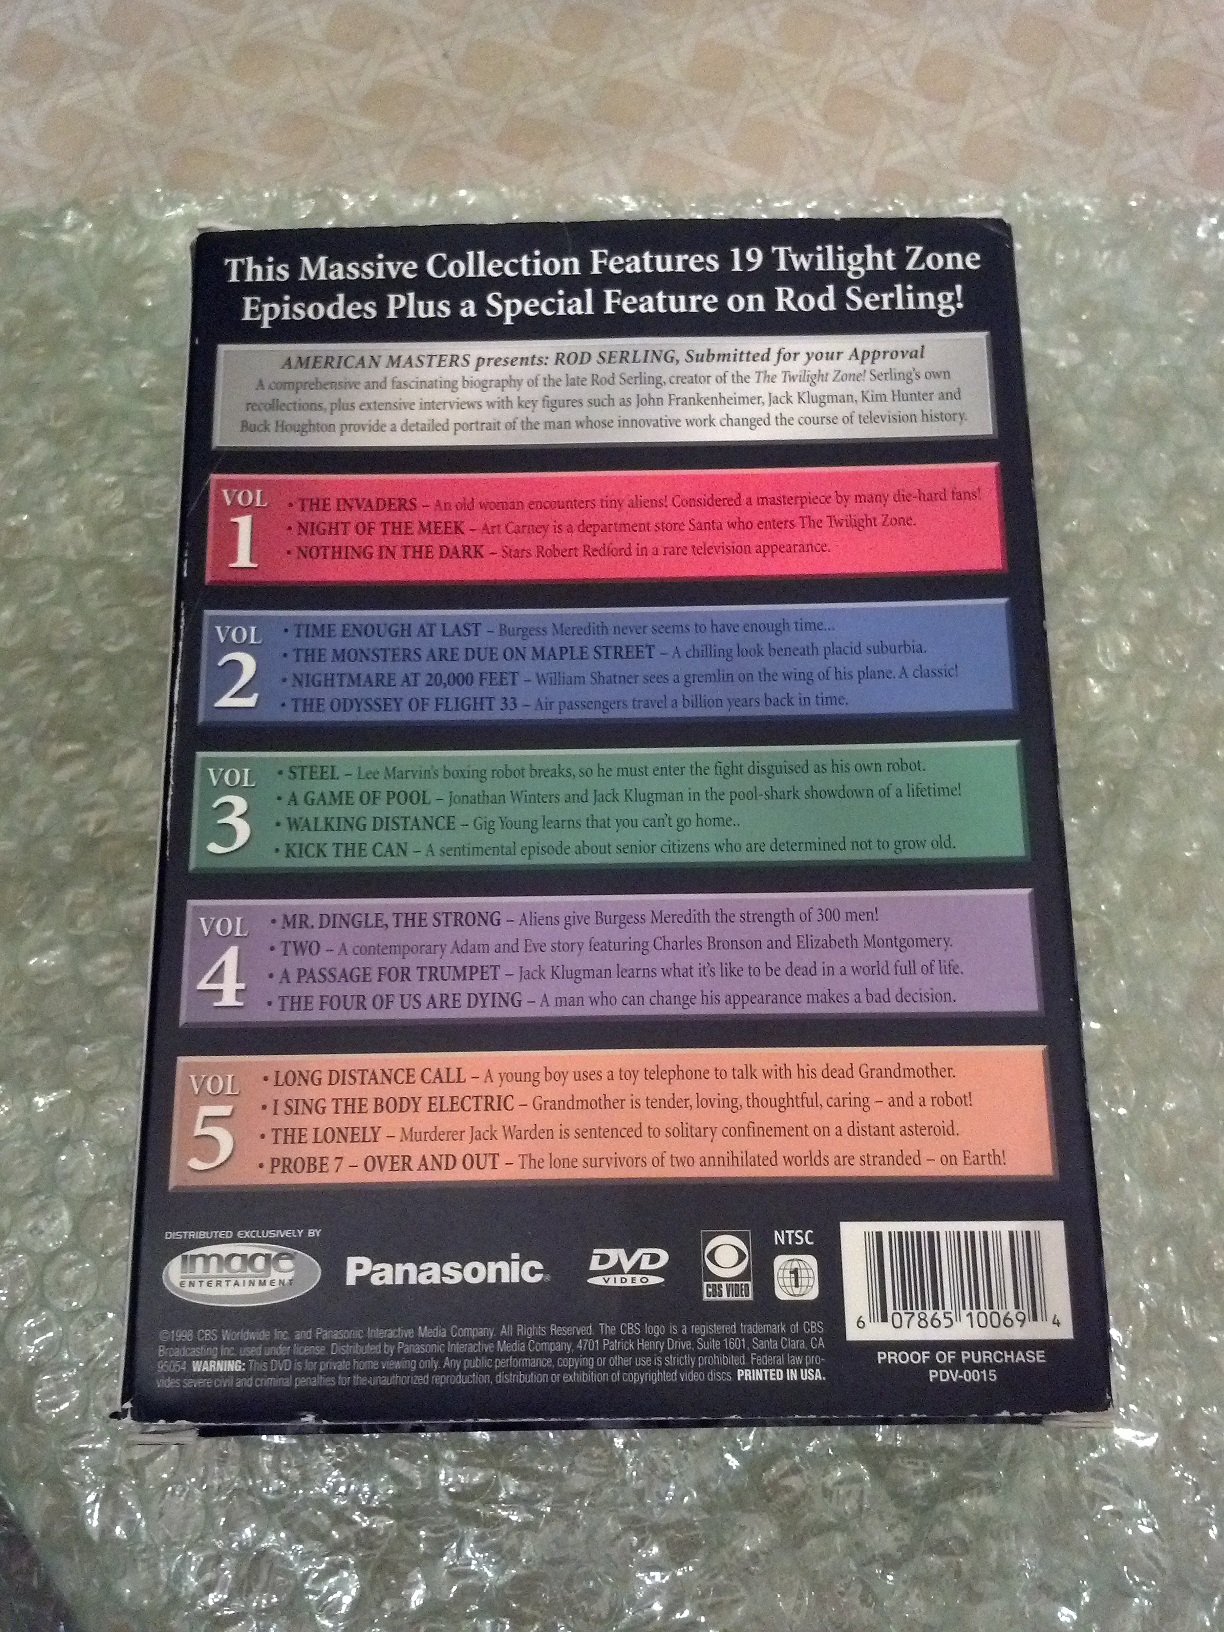 This Massive Collection Features 19 Twilight Zone
Episodes Plus a Special Feature on Rod Serling!
AMERICAN MASTERS presents: ROD SERLING, Submitted for your Approval
A comprehensive and fascinating biography of the late Rod Serling, creator of the The Twilight Zone! Serling's own
recollections, plus extensive interviews with key figures such as John Frankenheimer, Jack Klugman, Kim Hunter and
Buck Houghton provide a detailed portrait of the man whose innovative work changed the course of television history.
VOL
1
• THE INVADERS – An old woman encounters tiny aliens! Considered a masterpiece by many die-hard fans!
• NIGHT OF THE MEEK – Art Carney is a department store Santa who enters The Twilight Zone.
• NOTHING IN THE DARK – Stars Robert Redford in a rare television appearance.
VOL
2
• TIME ENOUGH AT LAST – Burgess Meredith never seems to have enough time...
• THE MONSTERS ARE DUE ON MAPLE STREET – A chilling look beneath placid suburbia.
• NIGHTMARE AT 20,000 FEET – William Shatner sees a gremlin on the wing of his plane. A classic!
• THE ODYSSEY OF FLIGHT 33 – Air passengers travel a billion years back in time.
VOL
3
• STEEL – Lee Marvin's boxing robot breaks, so he must enter the fight disguised as his own robot.
• A GAME OF POOL – Jonathan Winters and Jack Klugman in the pool-shark showdown of a lifetime!
• WALKING DISTANCE – Gig Young learns that you can't go home..
• KICK THE CAN – A sentimental episode about senior citizens who are determined not to grow old.
VOL
4
• MR. DINGLE, THE STRONG – Aliens give Burgess Meredith the strength of 300 men!
• TWO – A contemporary Adam and Eve story featuring Charles Bronson and Elizabeth Montgomery.
• A PASSAGE FOR TRUMPET – Jack Klugman learns what it's like to be dead in a world full of life.
• THE FOUR OF US ARE DYING – A man who can change his appearance makes a bad decision.
VOL
5
• LONG DISTANCE CALL – A young boy uses a toy telephone to talk with his dead Grandmother.
• I SING THE BODY ELECTRIC – Grandmother is tender, loving, thoughtful, caring – and a robot!
• THE LONELY – Murderer Jack Warden is sentenced to solitary confinement on a distant asteroid.
• PROBE 7 – OVER AND OUT – The lone survivors of two annihilated worlds are stranded – on Earth!
DISTRIBUTED EXCLUSIVELY BY
image
ENTERTAINMENT
Panasonic®
DVD
VIDEO
CBS VIDEO
NTSC
1
6 07865 10069 4
PROOF OF PURCHASE
PDV-0015
©1998 CBS Worldwide Inc. and Panasonic Interactive Media Company. All Rights Reserved. The CBS logo is a registered trademark of CBS
Broadcasting Inc. used under license. Distributed by Panasonic Interactive Media Company, 4701 Patrick Henry Drive, Suite 1601, Santa Clara, CA
95054. WARNING: This DVD is for private home viewing only. Any public performance, copying or other use is strictly prohibited. Federal law pro-
vides severe civil and criminal penalties for the unauthorized reproduction, distribution or exhibition of copyrighted video discs. PRINTED IN USA.